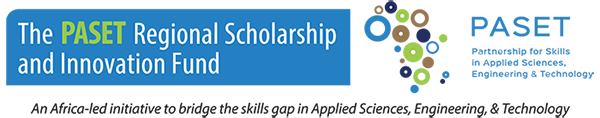 The PASET Regional Scholarship
and Innovation Fund
PASET
Partnership for Skills
in Applied Sciences,
Engineering & Technology
An Africa-led initiative to bridge the skills gap in Applied Sciences, Engineering, & Technology